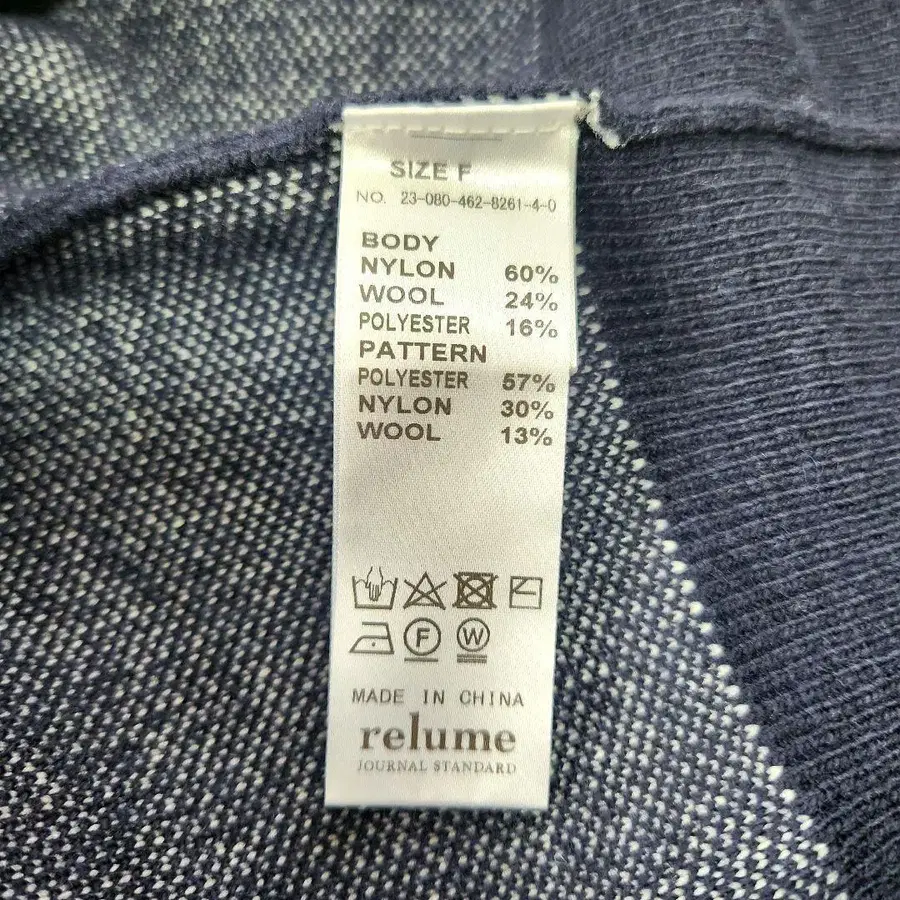 SIZE F
NO. 23-080-462-8261-4-0
BODY
NYLON 60%
WOOL 24%
POLYESTER 16%
PATTERN
POLYESTER 57%
NYLON 30%
WOOL 13%
F W
MADE IN CHINA
relume
JOURNAL STANDARD